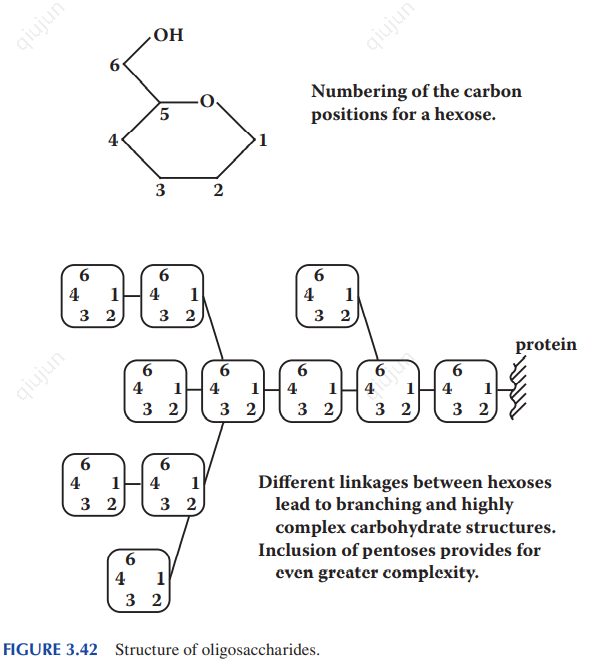 qiujun
qiujun
OH
6
O
Numbering of the carbon
positions for a hexose.
5
4
1
3 2
6 6 6
4 1 4 1 4 1
3 2 3 2 3 2
protein
qiujun
qiujun
6 6 6 6 6
4 1 4 1 4 1 4 1 4 1
3 2 3 2 3 2 3 2 3 2
6 6
4 1 4 1
3 2 3 2
Different linkages between hexoses
lead to branching and highly
complex carbohydrate structures.
Inclusion of pentoses provides for
even greater complexity.
6
4 1
3 2
FIGURE 3.42 Structure of oligosaccharides.